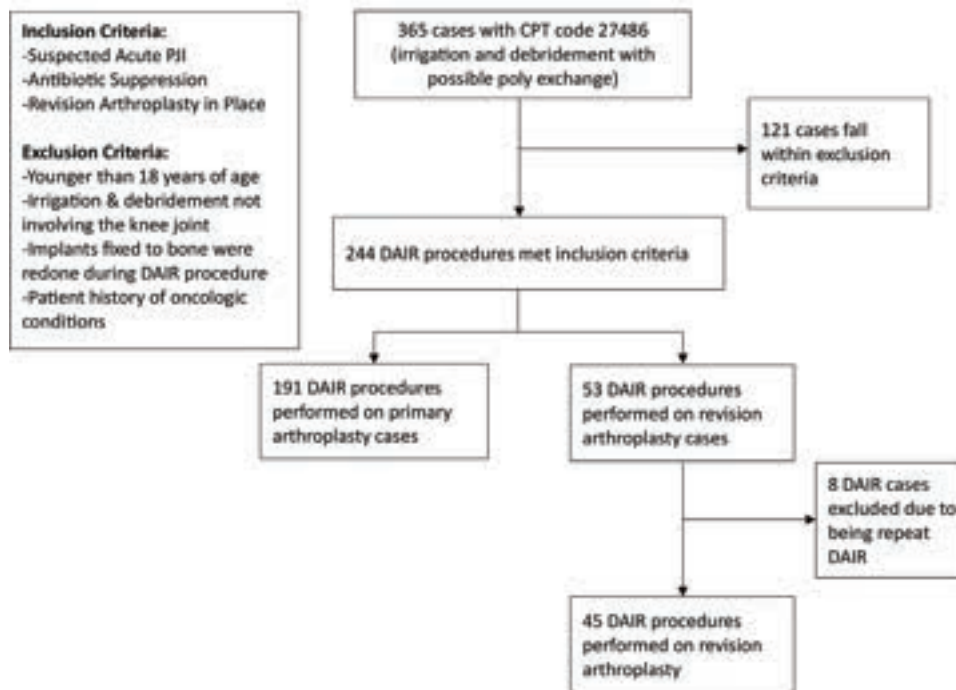 Inclusion Criteria:
-Suspected Acute PJI
-Antibiotic Suppression
-Revision Arthroplasty in Place
Exclusion Criteria:
-Younger than 18 years of age
-Irrigation & debridement not
involving the knee joint
-Implants fixed to bone were
redone during DAIR procedure
-Patient history of oncologic
conditions
365 cases with CPT code 27486
(irrigation and debridement with
possible poly exchange)
121 cases fall
within exclusion
criteria
244 DAIR procedures met inclusion criteria
191 DAIR procedures
performed on primary
arthroplasty cases
53 DAIR procedures
performed on revision
arthroplasty cases
8 DAIR cases
excluded due to
being repeat
DAIR
45 DAIR procedures
performed on revision
arthroplasty